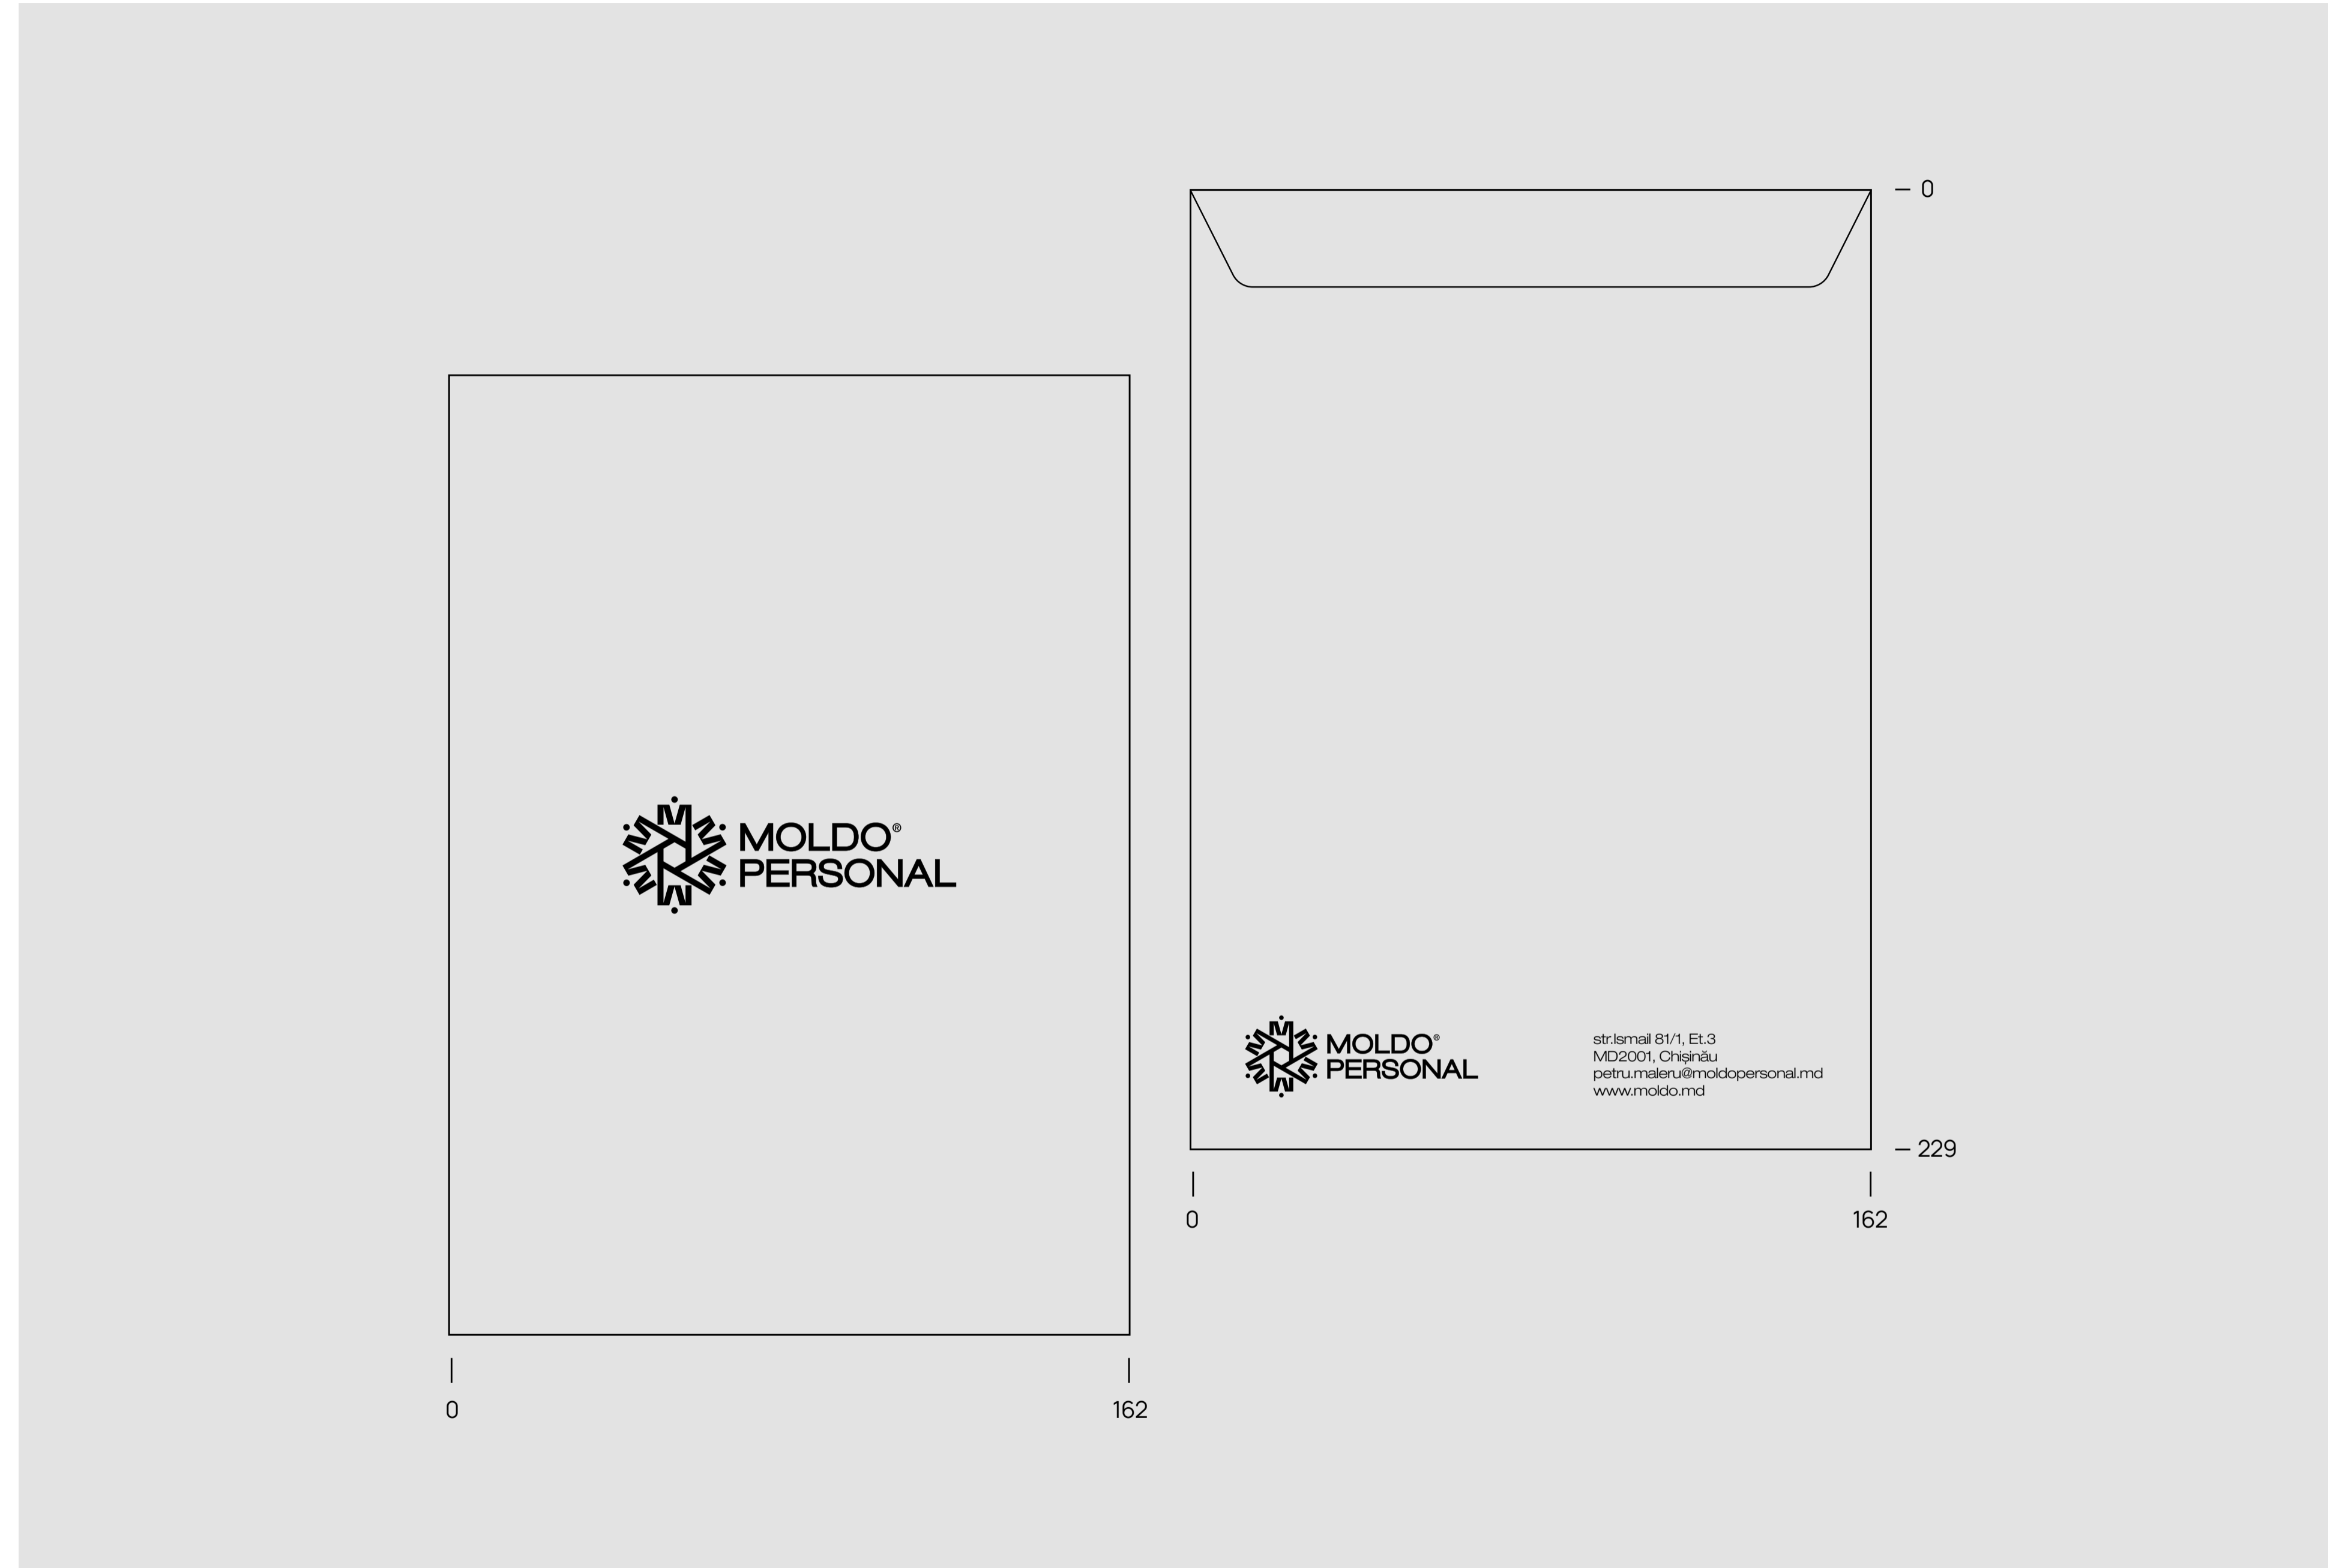 MOLDO®
PERSONAL
0
162
0
MOLDO®
PERSONAL
str.Ismail 81/1, Et.3
MD2001, Chișinău
petru.maleru@moldopersonal.md
www.moldo.md
229
0
162